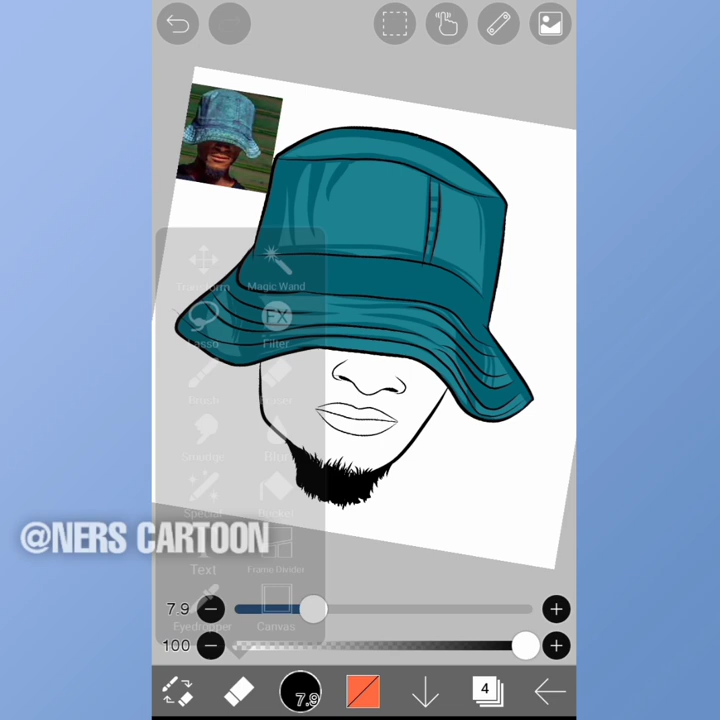 Transform Magic Wand
Lasso Filter
FX
Brush Eraser
Smudge Blur
Special Bucket
@NERS CARTOON
Text Frame Divider
7.9
Eyedropper Canvas
100
7.9
4